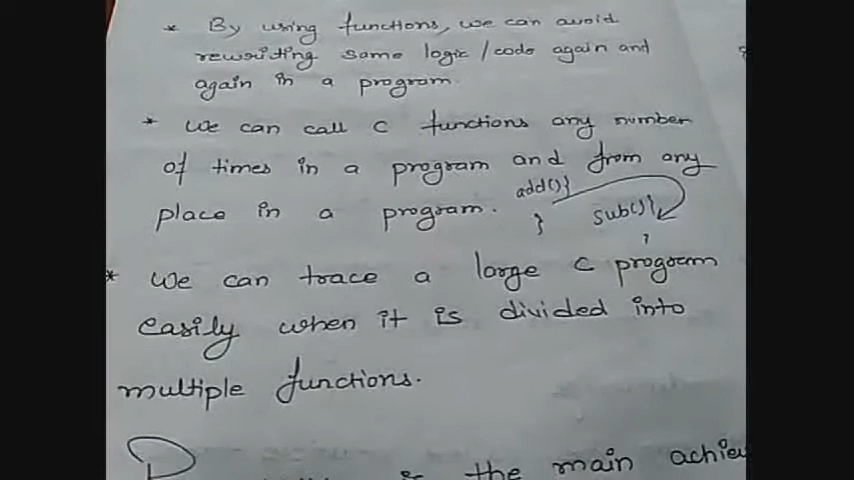 * By using functions, we can avoid
rewriting same logic / code again and
again in a program.
* We can call C functions any number
of times in a program and from any
place in a program. add(){
} sub(){
}
* We can trace a large C program
easily when it is divided into
multiple functions.
the main achiev